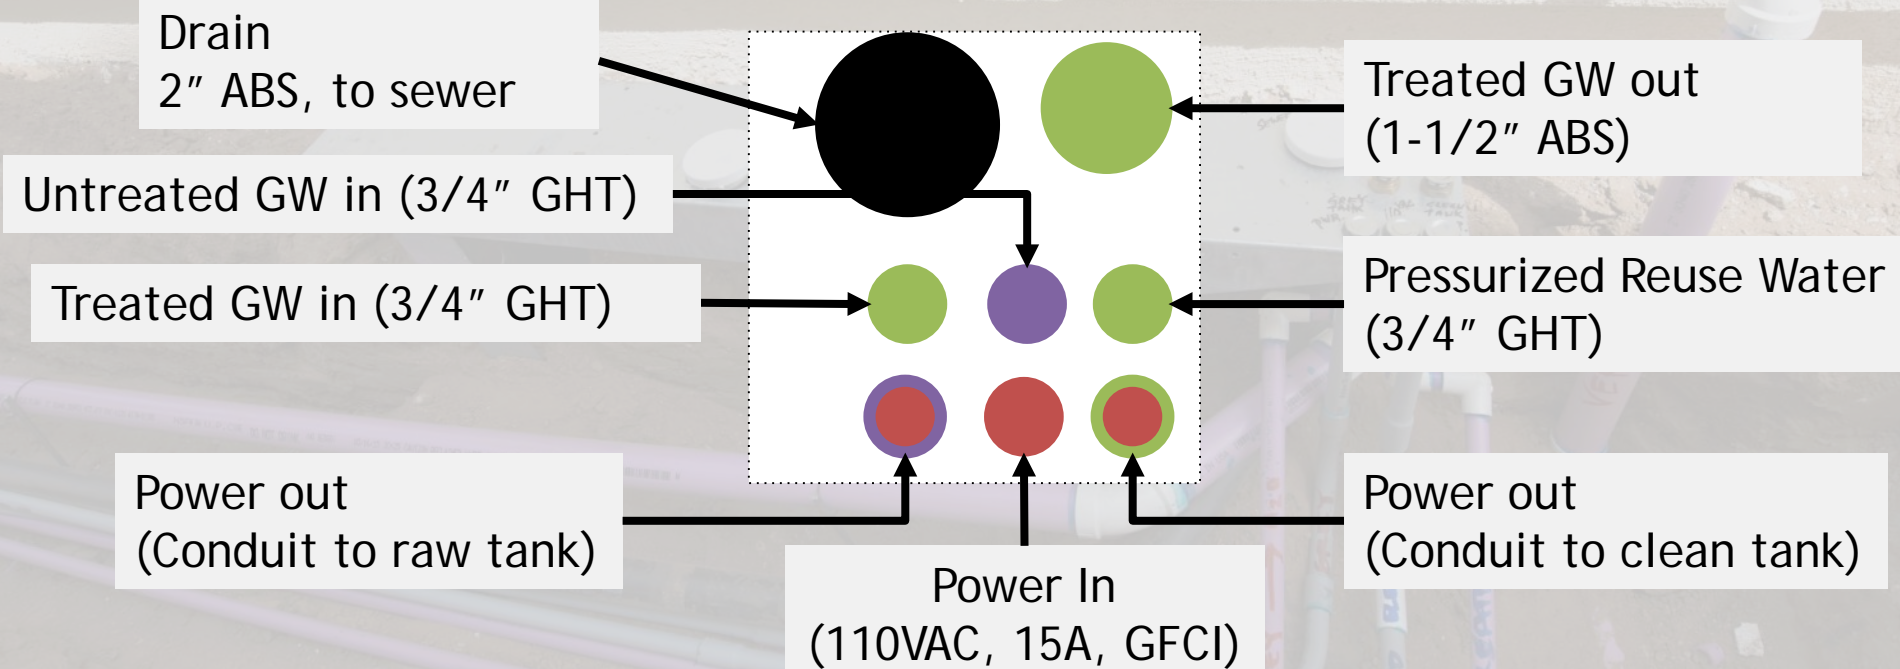 Drain
2" ABS, to sewer
Treated GW out
(1-1/2" ABS)
Untreated GW in (3/4" GHT)
Treated GW in (3/4" GHT)
Pressurized Reuse Water
(3/4" GHT)
Power out
(Conduit to raw tank)
Power In
(110VAC, 15A, GFCI)
Power out
(Conduit to clean tank)